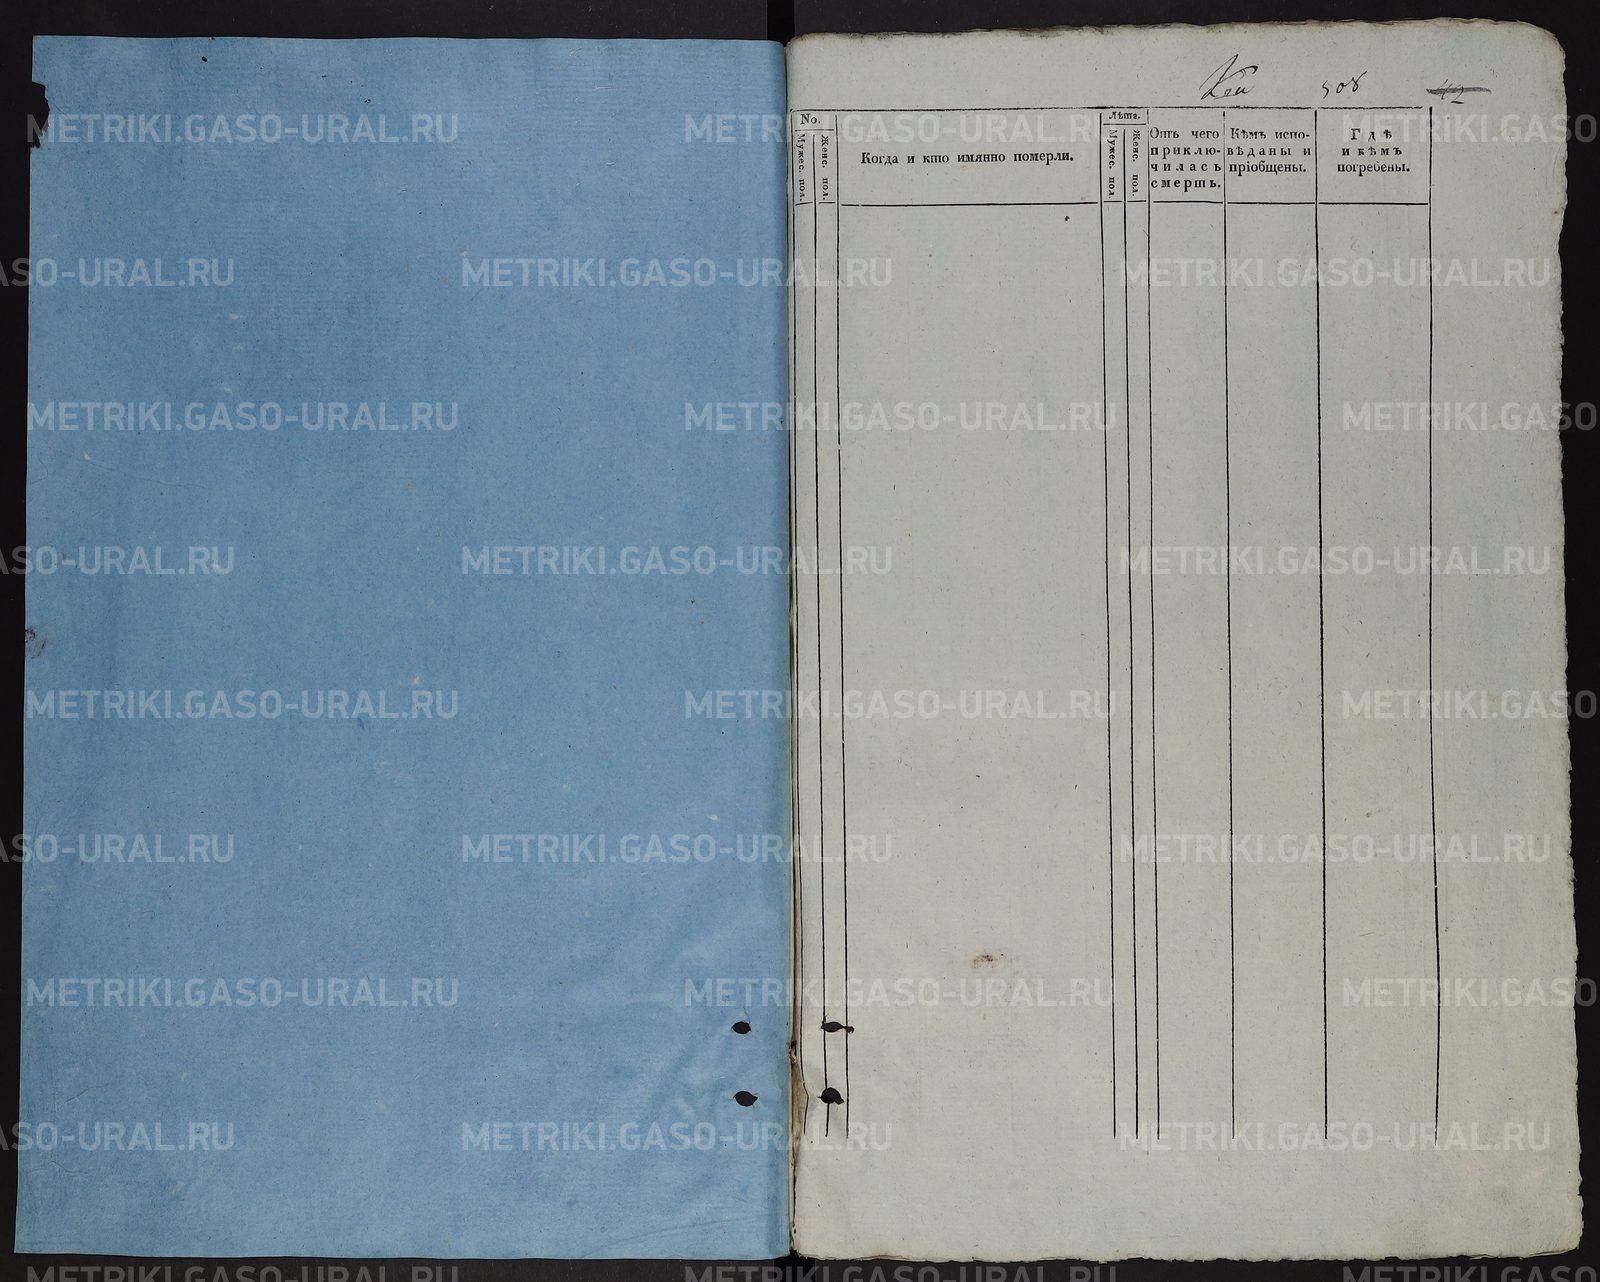 508
42
No.
Мужес. пол.
Женс. пол.
Когда и кто имянно померли.
Лѣта.
Мужес. пол.
Женс. пол.
Отъ чего
приклю-
чилась
смерть.
Кѣмъ испо-
вѣданы и
пріобщены.
Гдѣ
и кѣмъ
погребены.
METRIKI.GASO-URAL.RU